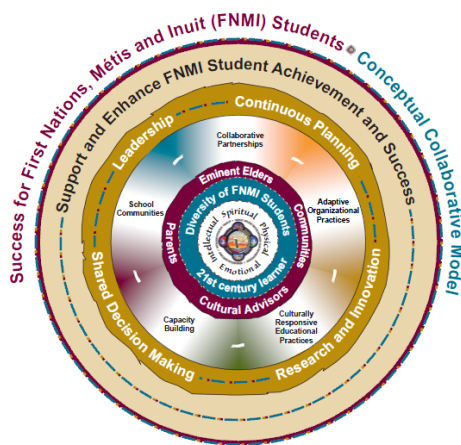 Success for First Nations, Métis and Inuit (FNMI) Students
Conceptual Collaborative Model
Support and Enhance FNMI Student Achievement and Success
Leadership
Continuous Planning
Research and Innovation
Shared Decision Making
Collaborative
Partnerships
Adaptive
Organizational
Practices
Culturally
Responsive
Educational
Practices
Capacity
Building
School
Communities
Eminent Elders
Communities
Cultural Advisors
Parents
Diversity of FNMI Students
21st century learner
Intellectual Spiritual Physical
Emotional